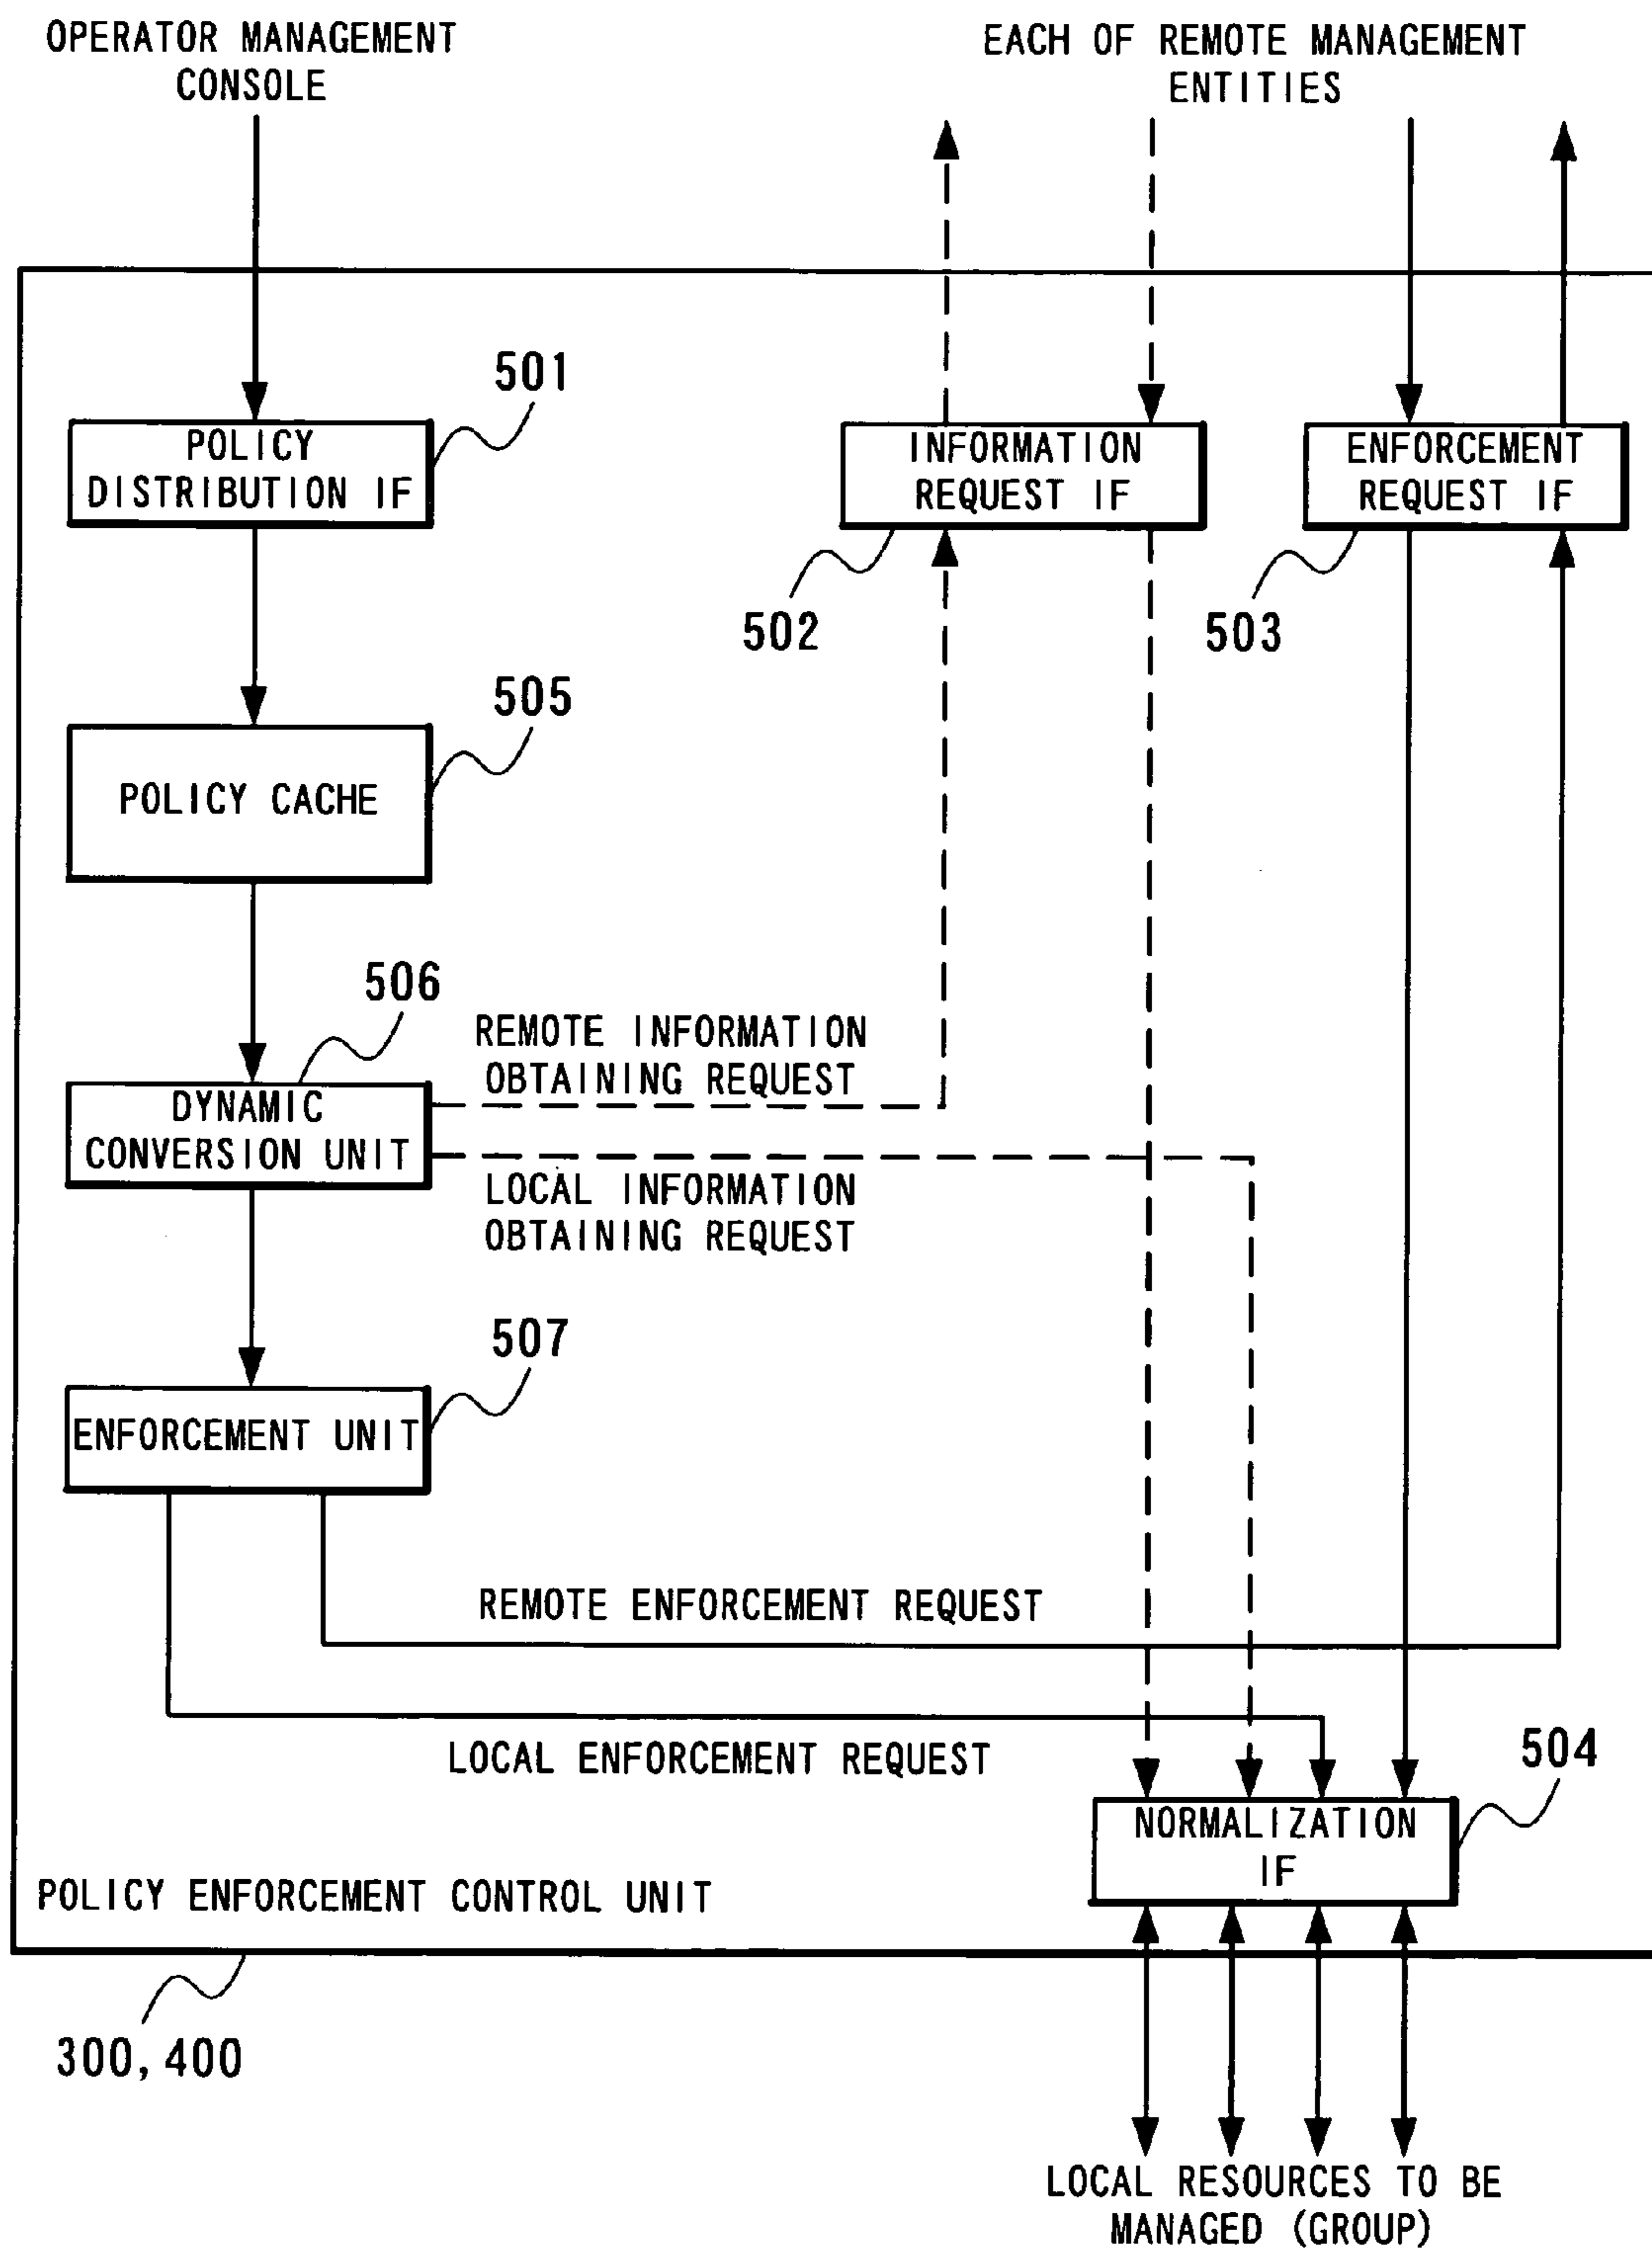 OPERATOR MANAGEMENT
CONSOLE
EACH OF REMOTE MANAGEMENT
ENTITIES
501
POLICY
DISTRIBUTION IF
INFORMATION
REQUEST IF
ENFORCEMENT
REQUEST IF
502
503
505
POLICY CACHE
506
REMOTE INFORMATION
OBTAINING REQUEST
DYNAMIC
CONVERSION UNIT
LOCAL INFORMATION
OBTAINING REQUEST
507
ENFORCEMENT UNIT
REMOTE ENFORCEMENT REQUEST
LOCAL ENFORCEMENT REQUEST
504
NORMALIZATION
IF
POLICY ENFORCEMENT CONTROL UNIT
300, 400
LOCAL RESOURCES TO BE
MANAGED (GROUP)